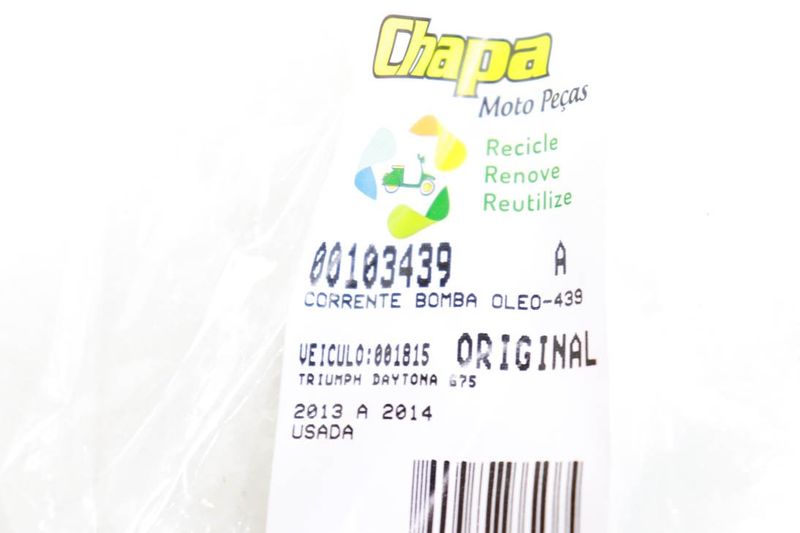 Chapa
Moto Peças
Recicle
Renove
Reutilize
00103439 A
CORRENTE BOMBA OLEO-439
VEICULO:001815 ORIGINAL
TRIUMPH DAYTONA 675
2013 A 2014
USADA